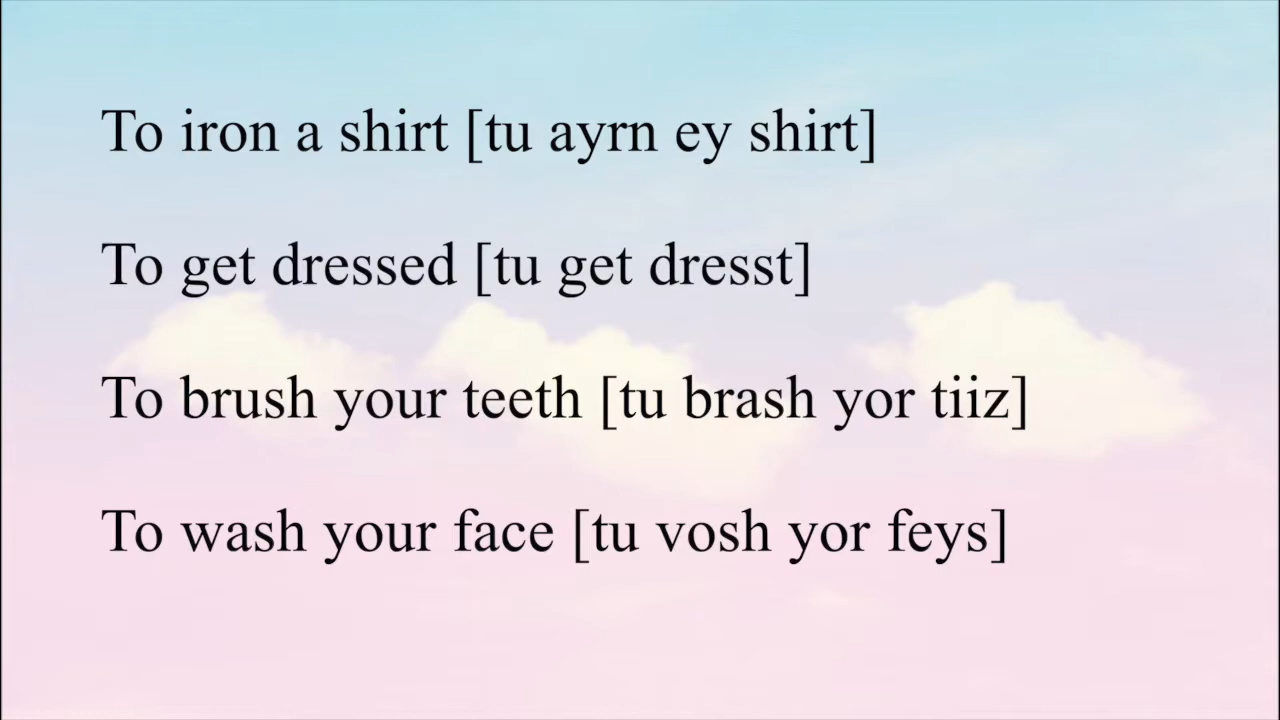 To iron a shirt [tu ayrn ey shirt]
To get dressed [tu get dresst]
To brush your teeth [tu brash yor tiiz]
To wash your face [tu vosh yor feys]